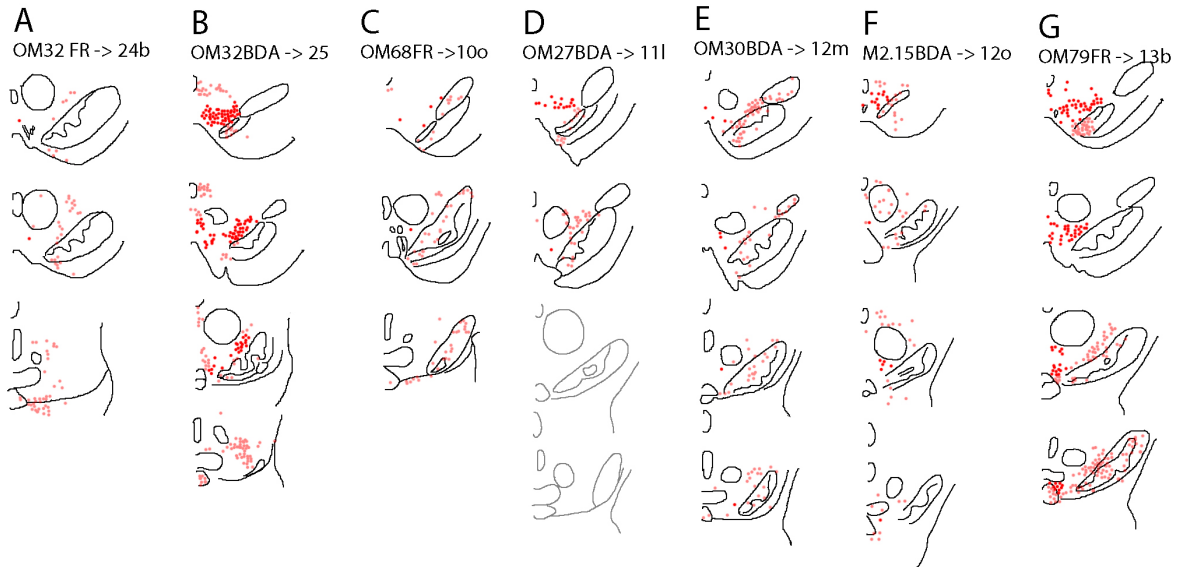 A
OM32 FR -> 24b
B
OM32BDA -> 25
C
OM68FR ->10o
D
OM27BDA -> 11l
E
OM30BDA -> 12m
F
M2.15BDA -> 12o
G
OM79FR -> 13b